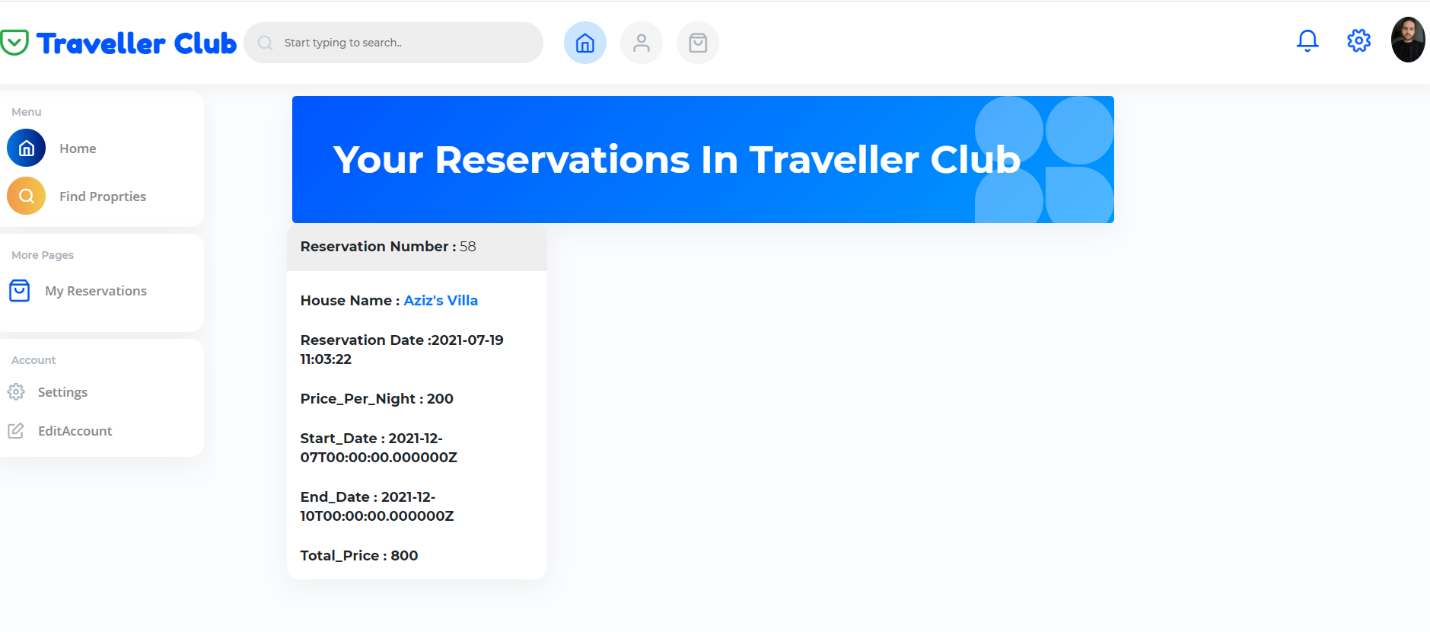 Traveller Club
Start typing to search..
Menu
Home
Find Proprties
More Pages
My Reservations
Account
Settings
EditAccount
Your Reservations In Traveller Club
Reservation Number : 58
House Name : Aziz's Villa
Reservation Date :2021-07-19
11:03:22
Price_Per_Night : 200
Start_Date : 2021-12-
07T00:00:00.000000Z
End_Date : 2021-12-
10T00:00:00.000000Z
Total_Price : 800